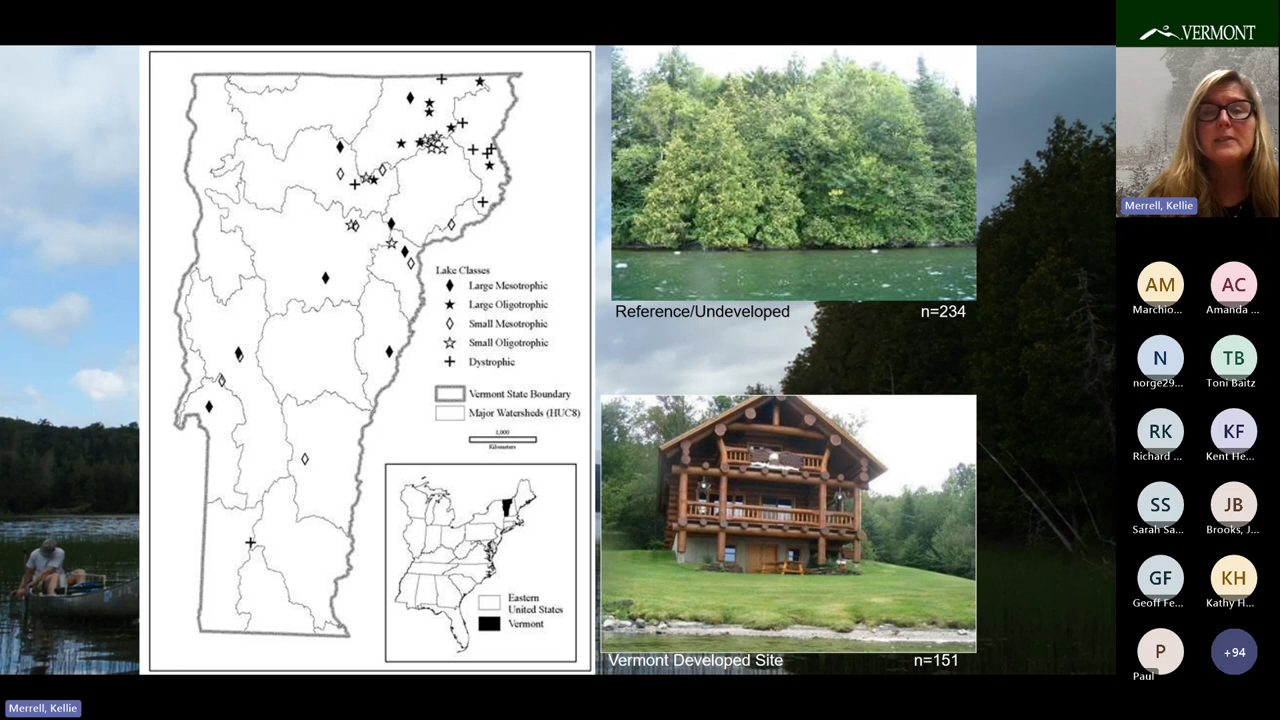 Lake Classes
Large Mesotrophic
Large Oligotrophic
Small Mesotrophic
Small Oligotrophic
Dystrophic
Vermont State Boundary
Major Watersheds (HUC8)
1,000
Kilometers
Eastern
United States
Vermont
Reference/Undeveloped n=234
Vermont Developed Site n=151
VERMONT
Merrell, Kellie
AM AC
Marchio... Amanda ...
N TB
norge29... Toni Baitz
RK KF
Richard ... Kent He...
SS JB
Sarah Sa... Brooks, J...
GF KH
Geoff Fe... Kathy H...
P +94
Paul
Merrell, Kellie